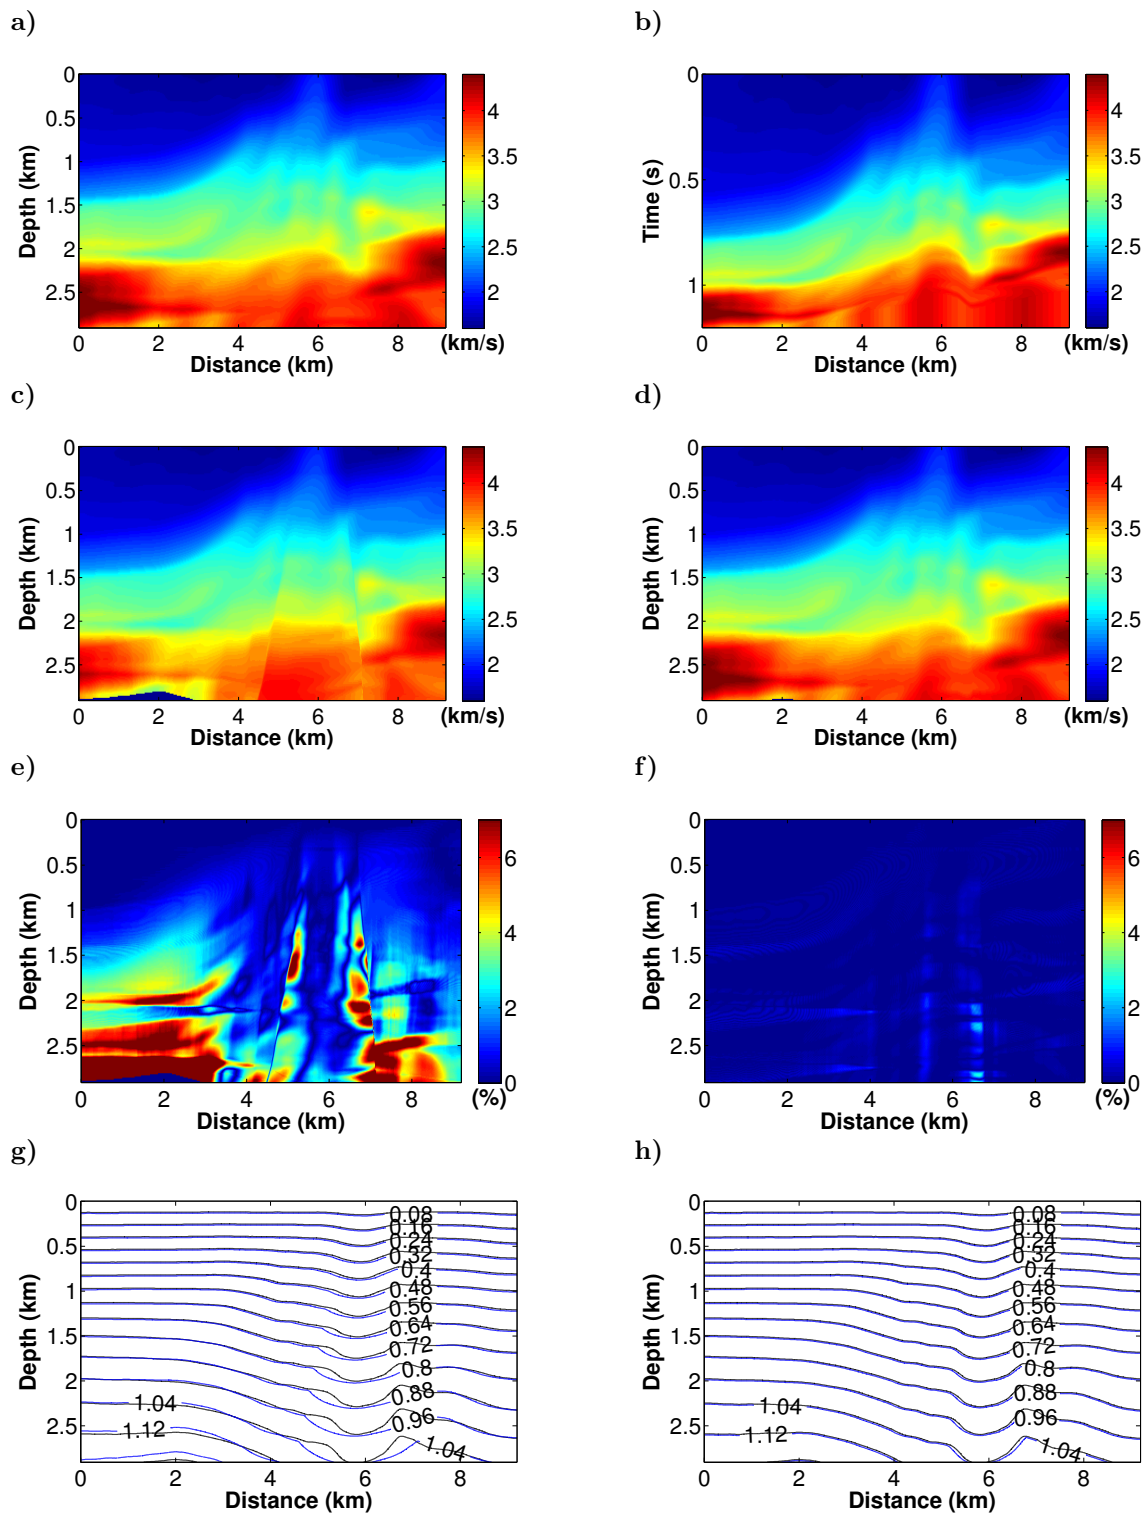 a)
b)
0
0.5
1
1.5
2
2.5
Depth (km)
0 2 4 6 8
Distance (km)
4
3.5
3
2.5
2
(km/s)
0
0.5
1
Time (s)
0 2 4 6 8
Distance (km)
4
3.5
3
2.5
2
(km/s)
c)
d)
0
0.5
1
1.5
2
2.5
Depth (km)
0 2 4 6 8
Distance (km)
4
3.5
3
2.5
2
(km/s)
0
0.5
1
1.5
2
2.5
Depth (km)
0 2 4 6 8
Distance (km)
4
3.5
3
2.5
2
(km/s)
e)
f)
0
0.5
1
1.5
2
2.5
Depth (km)
0 2 4 6 8
Distance (km)
6
4
2
0
(%)
0
0.5
1
1.5
2
2.5
Depth (km)
0 2 4 6 8
Distance (km)
6
4
2
0
(%)
g)
h)
0
0.5
1
1.5
2
2.5
Depth (km)
0 2 4 6 8
Distance (km)
0.08
0.16
0.24
0.32
0.4
0.48
0.56
0.64
0.72
0.8
0.88
0.96
1.04
1.04
1.12
0
0.5
1
1.5
2
2.5
Depth (km)
0 2 4 6 8
Distance (km)
0.08
0.16
0.24
0.32
0.4
0.48
0.56
0.64
0.72
0.8
0.88
0.96
1.04
1.04
1.12